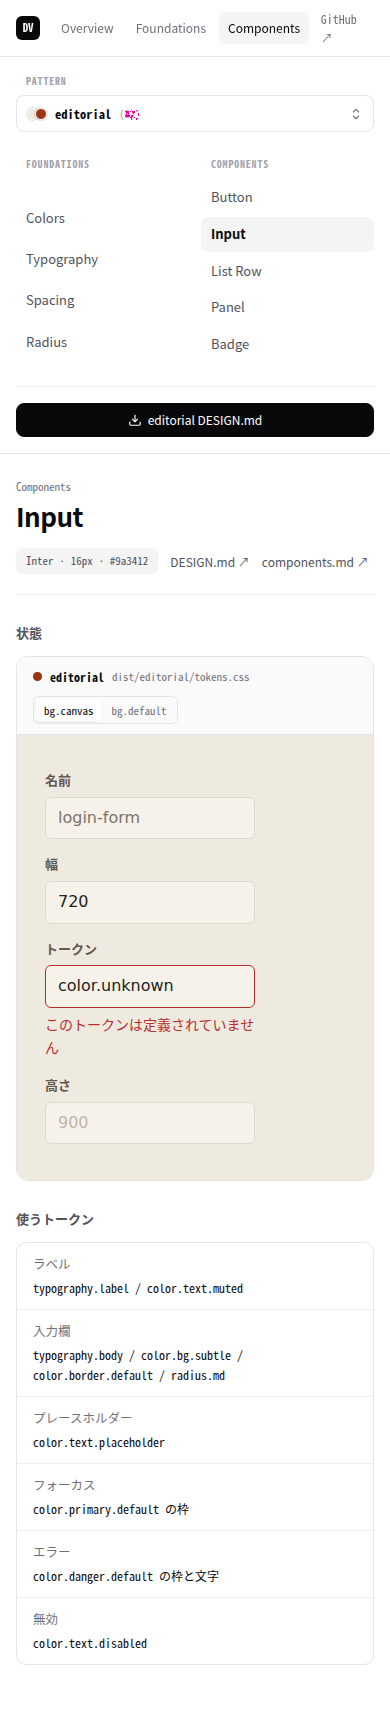 DV Overview Foundations Components GitHub ↗
PATTERN
editorial
FOUNDATIONS
Colors
Typography
Spacing
Radius
COMPONENTS
Button
Input
List Row
Panel
Badge
editorial DESIGN.md
Components
Input
Inter · 16px · #9a3412 DESIGN.md ↗ components.md ↗
状態
editorial dist/editorial/tokens.css
bg.canvas bg.default
名前
login-form
幅
720
トークン
color.unknown
このトークンは定義されていませ
ん
高さ
900
使うトークン
ラベル
typography.label / color.text.muted
入力欄
typography.body / color.bg.subtle /
color.border.default / radius.md
プレースホルダー
color.text.placeholder
フォーカス
color.primary.default の枠
エラー
color.danger.default の枠と文字
無効
color.text.disabled